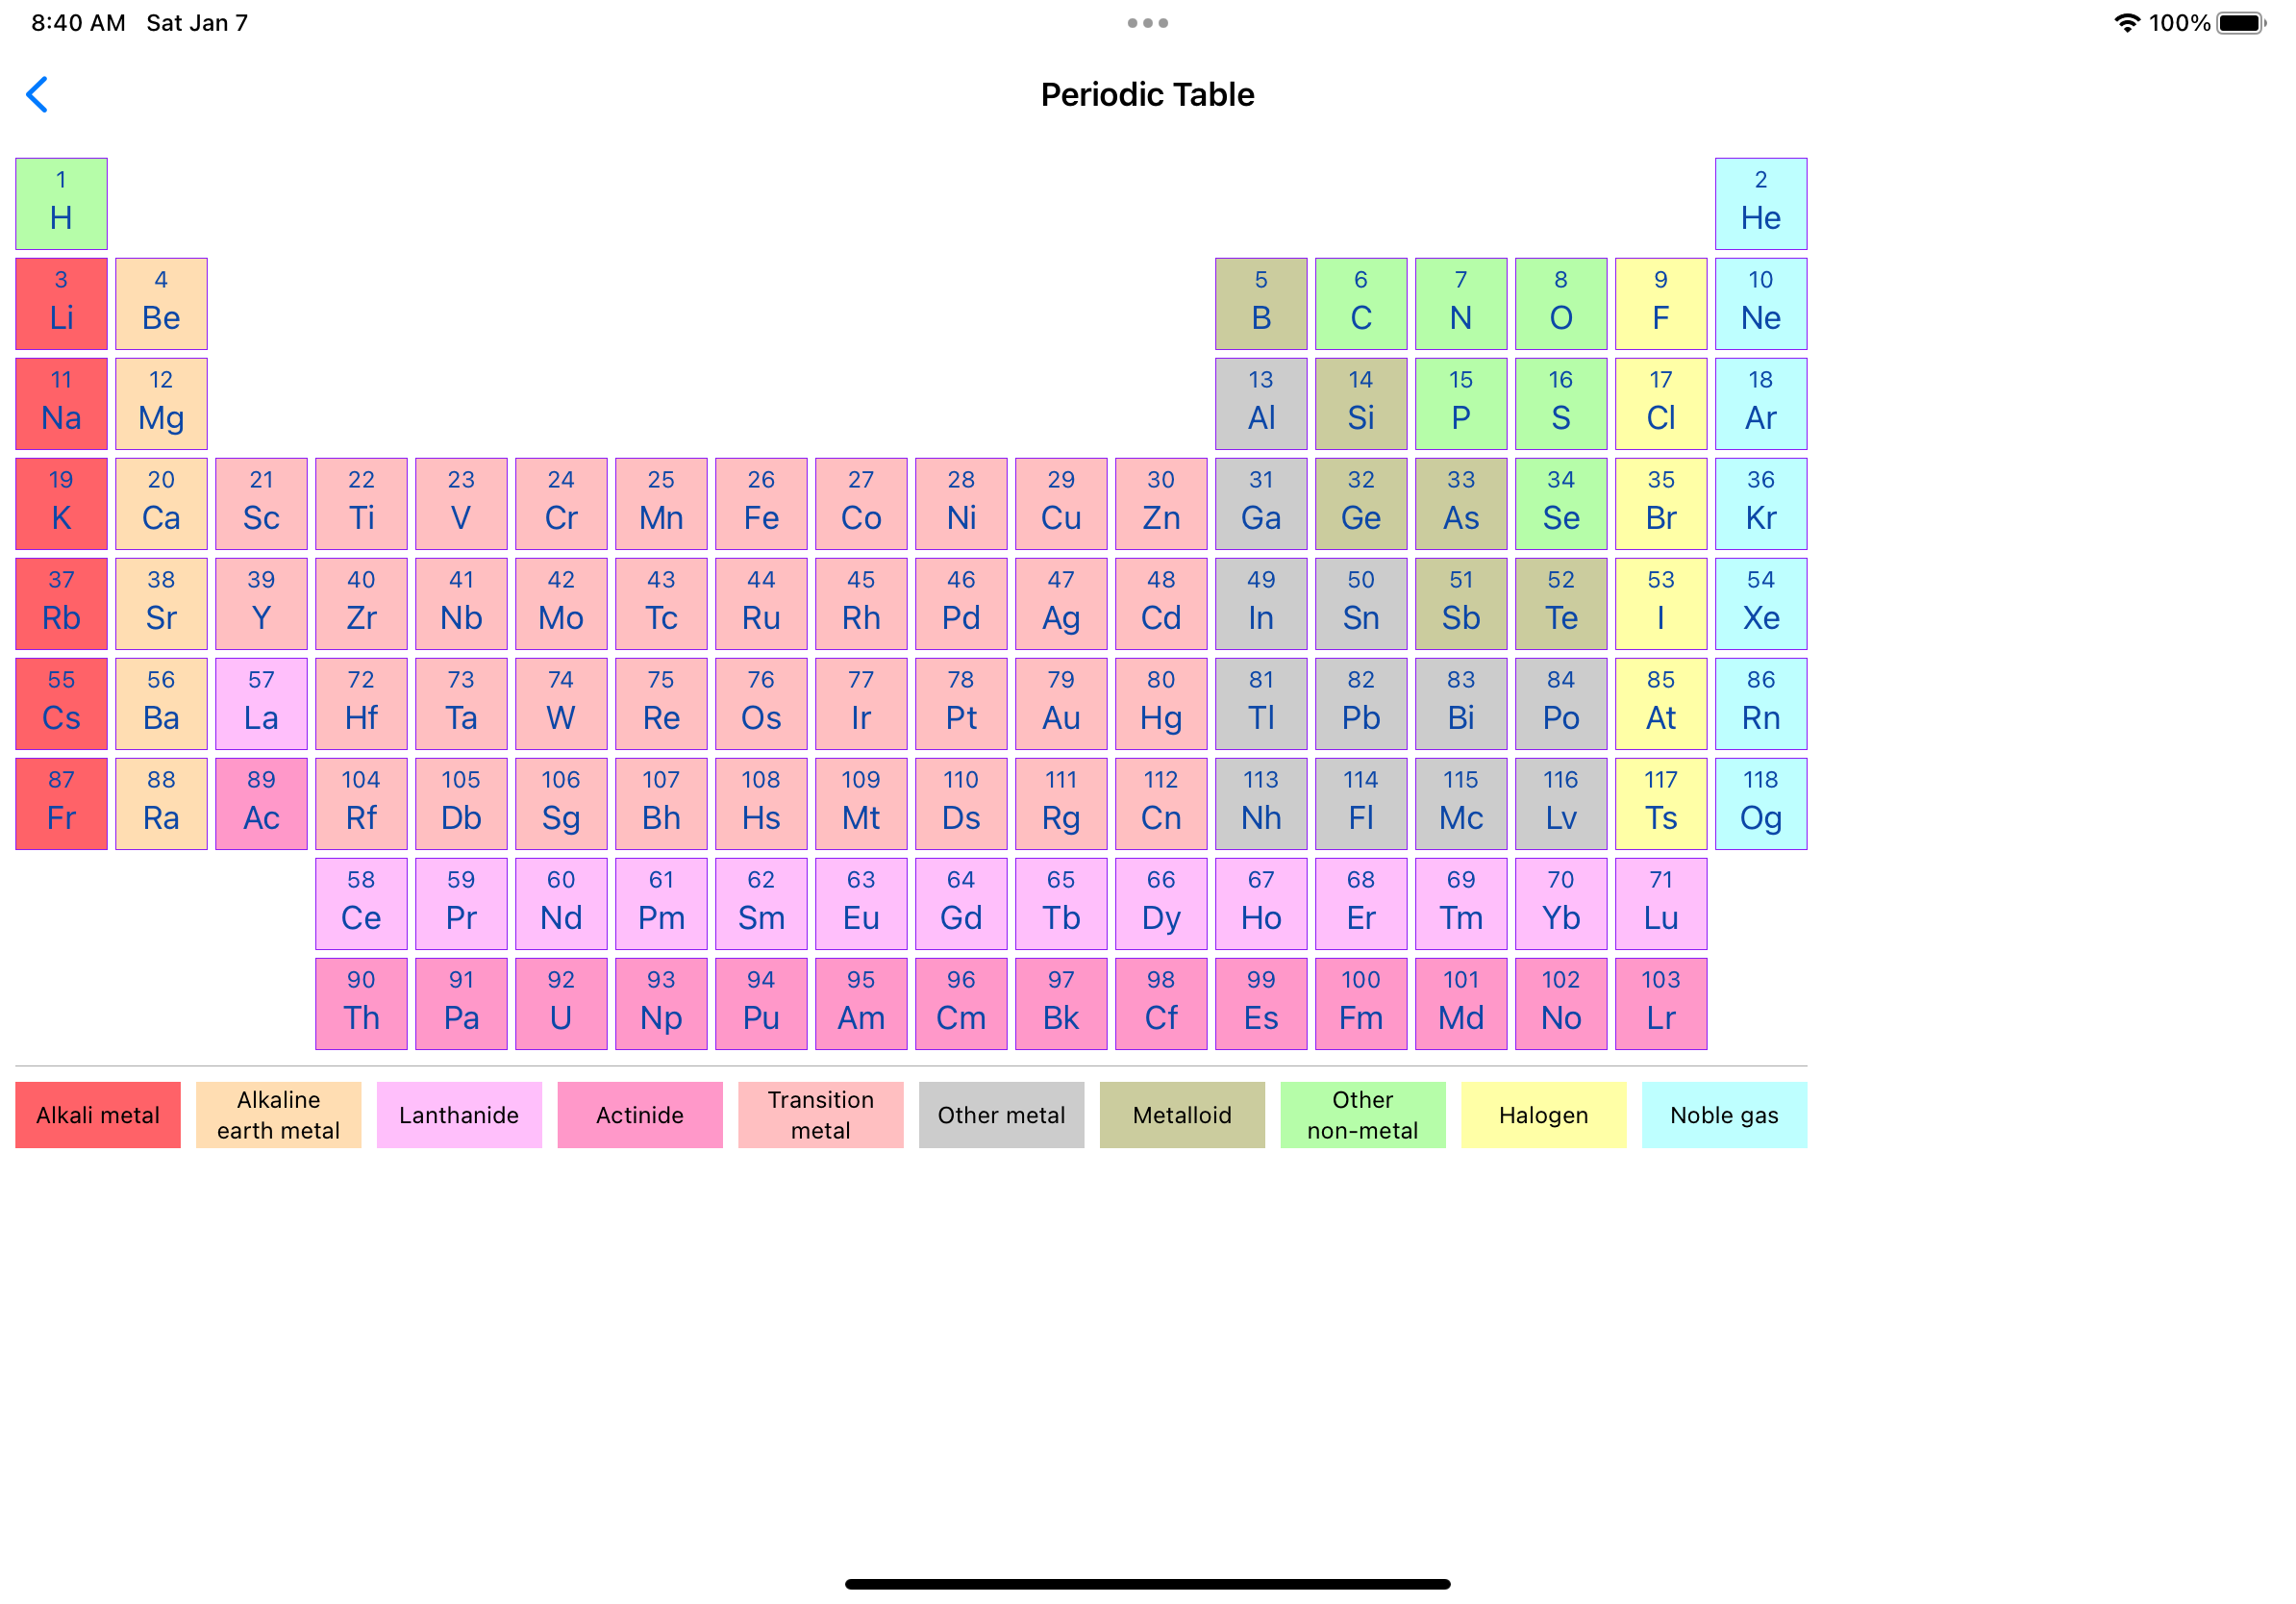 8:40 AM Sat Jan 7
100%
Periodic Table
1 2
H He
3 4 5 6 7 8 9 10
Li Be B C N O F Ne
11 12 13 14 15 16 17 18
Na Mg Al Si P S Cl Ar
19 20 21 22 23 24 25 26 27 28 29 30 31 32 33 34 35 36
K Ca Sc Ti V Cr Mn Fe Co Ni Cu Zn Ga Ge As Se Br Kr
37 38 39 40 41 42 43 44 45 46 47 48 49 50 51 52 53 54
Rb Sr Y Zr Nb Mo Tc Ru Rh Pd Ag Cd In Sn Sb Te I Xe
55 56 57 72 73 74 75 76 77 78 79 80 81 82 83 84 85 86
Cs Ba La Hf Ta W Re Os Ir Pt Au Hg Tl Pb Bi Po At Rn
87 88 89 104 105 106 107 108 109 110 111 112 113 114 115 116 117 118
Fr Ra Ac Rf Db Sg Bh Hs Mt Ds Rg Cn Nh Fl Mc Lv Ts Og
58 59 60 61 62 63 64 65 66 67 68 69 70 71
Ce Pr Nd Pm Sm Eu Gd Tb Dy Ho Er Tm Yb Lu
90 91 92 93 94 95 96 97 98 99 100 101 102 103
Th Pa U Np Pu Am Cm Bk Cf Es Fm Md No Lr
Alkali metal
Alkaline
earth metal
Lanthanide
Actinide
Transition
metal
Other metal
Metalloid
Other
non-metal
Halogen
Noble gas